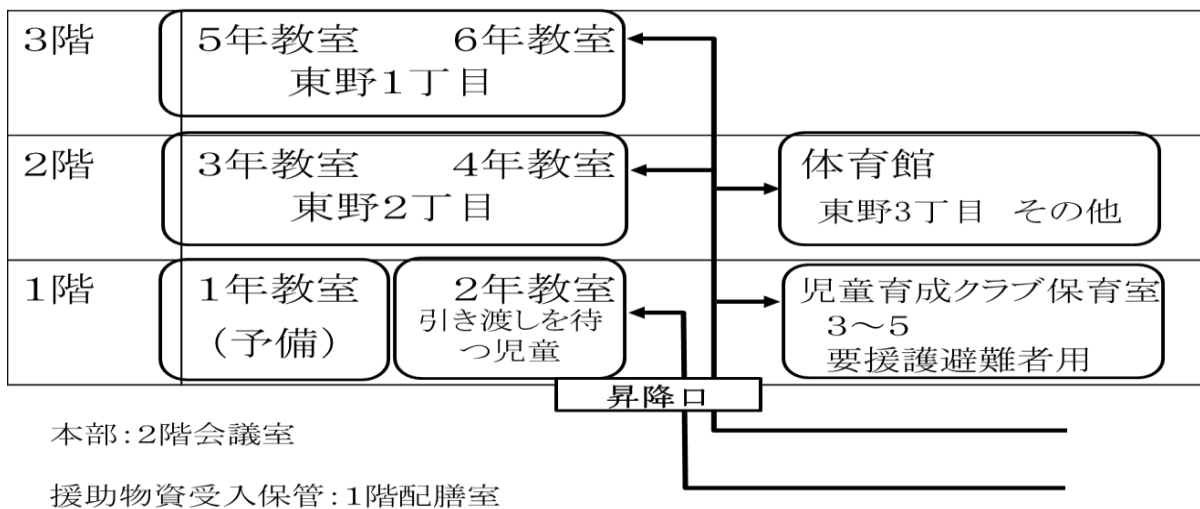 3階
5年教室 6年教室
東野1丁目
2階
3年教室 4年教室
東野2丁目
体育館
東野3丁目 その他
1階
1年教室
(予備)
2年教室
引き渡しを待
つ児童
児童育成クラブ保育室
3~5
要援護避難者用
昇降口
本部:2階会議室
援助物資受入保管:1階配膳室